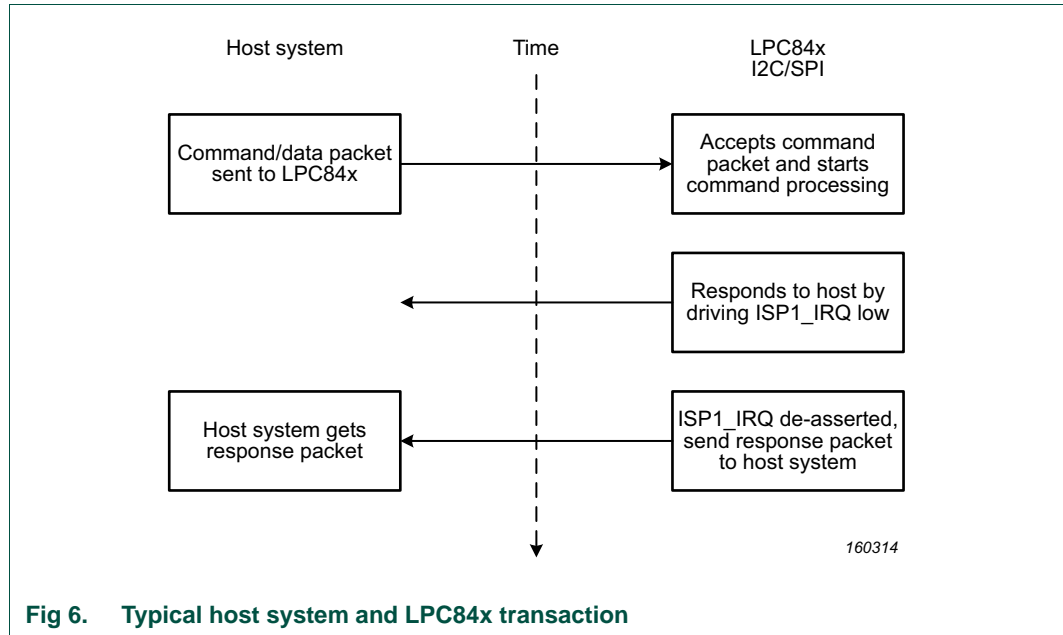 Host system
Time
LPC84x
I2C/SPI
Command/data packet
sent to LPC84x
Accepts command
packet and starts
command processing
Responds to host by
driving ISP1_IRQ low
Host system gets
response packet
ISP1_IRQ de-asserted,
send response packet
to host system
160314
Fig 6. Typical host system and LPC84x transaction